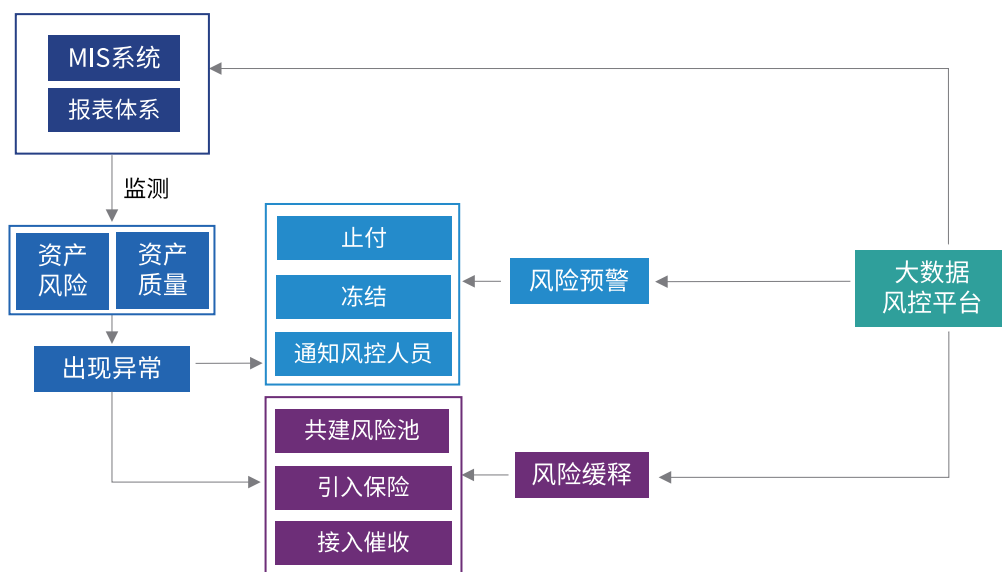 MIS系统
报表体系
监测
资产
风险
资产
质量
出现异常
止付
冻结
通知风控人员
风险预警
大数据
风控平台
共建风险池
引入保险
接入催收
风险缓释